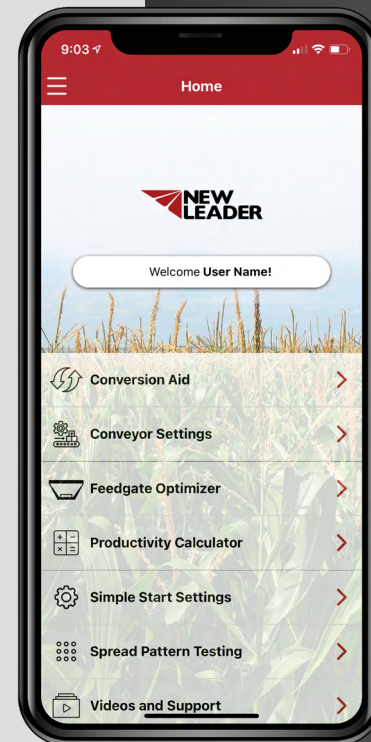 9:03
Home
NEW
LEADER
Welcome User Name!
Conversion Aid
Conveyor Settings
Feedgate Optimizer
Productivity Calculator
Simple Start Settings
Spread Pattern Testing
Videos and Support